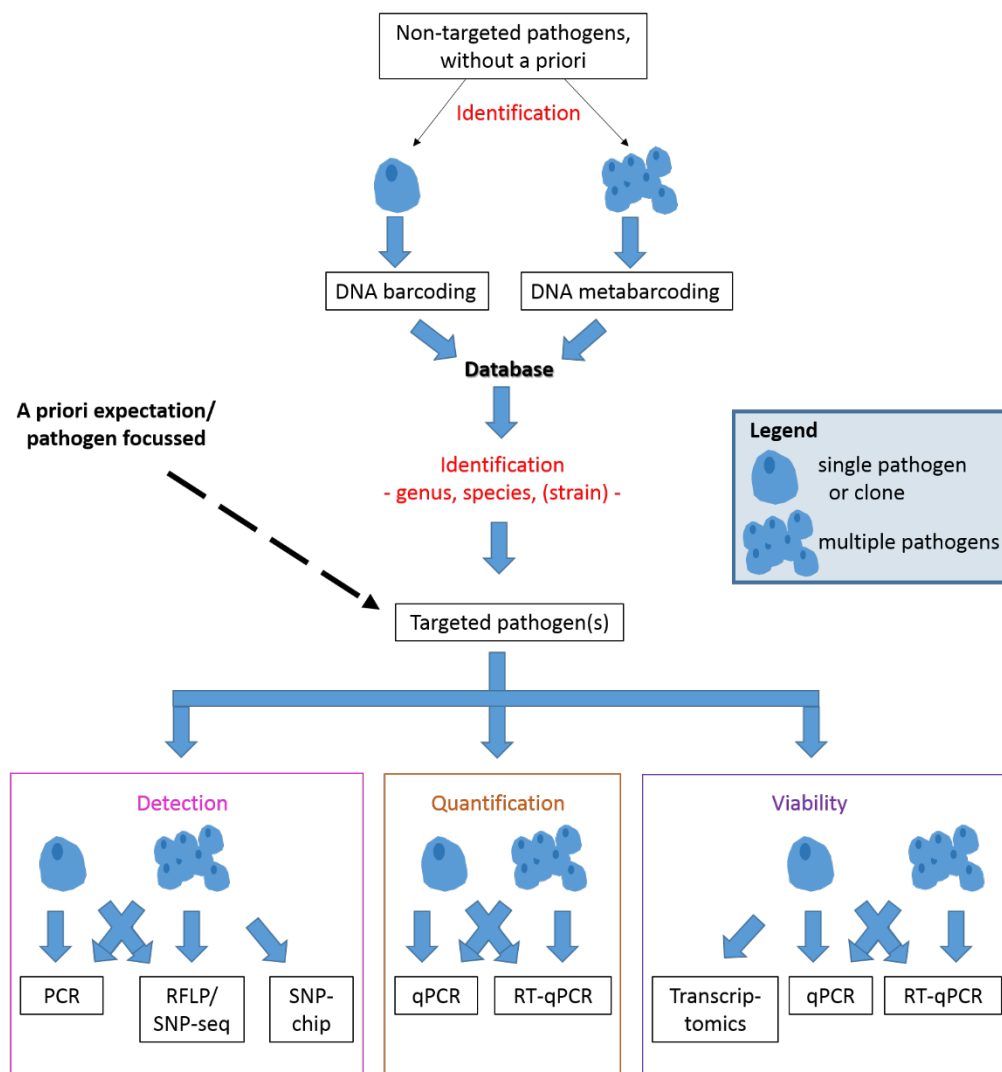 Non-targeted pathogens,
without a priori
Identification
DNA barcoding
DNA metabarcoding
Database
A priori expectation/
pathogen focussed
Identification
- genus, species, (strain) -
Legend
single pathogen
or clone
multiple pathogens
Targeted pathogen(s)
Detection
PCR
RFLP/
SNP-seq
SNP-
chip
Quantification
qPCR
RT-qPCR
Viability
Transcrip-
tomics
qPCR
RT-qPCR